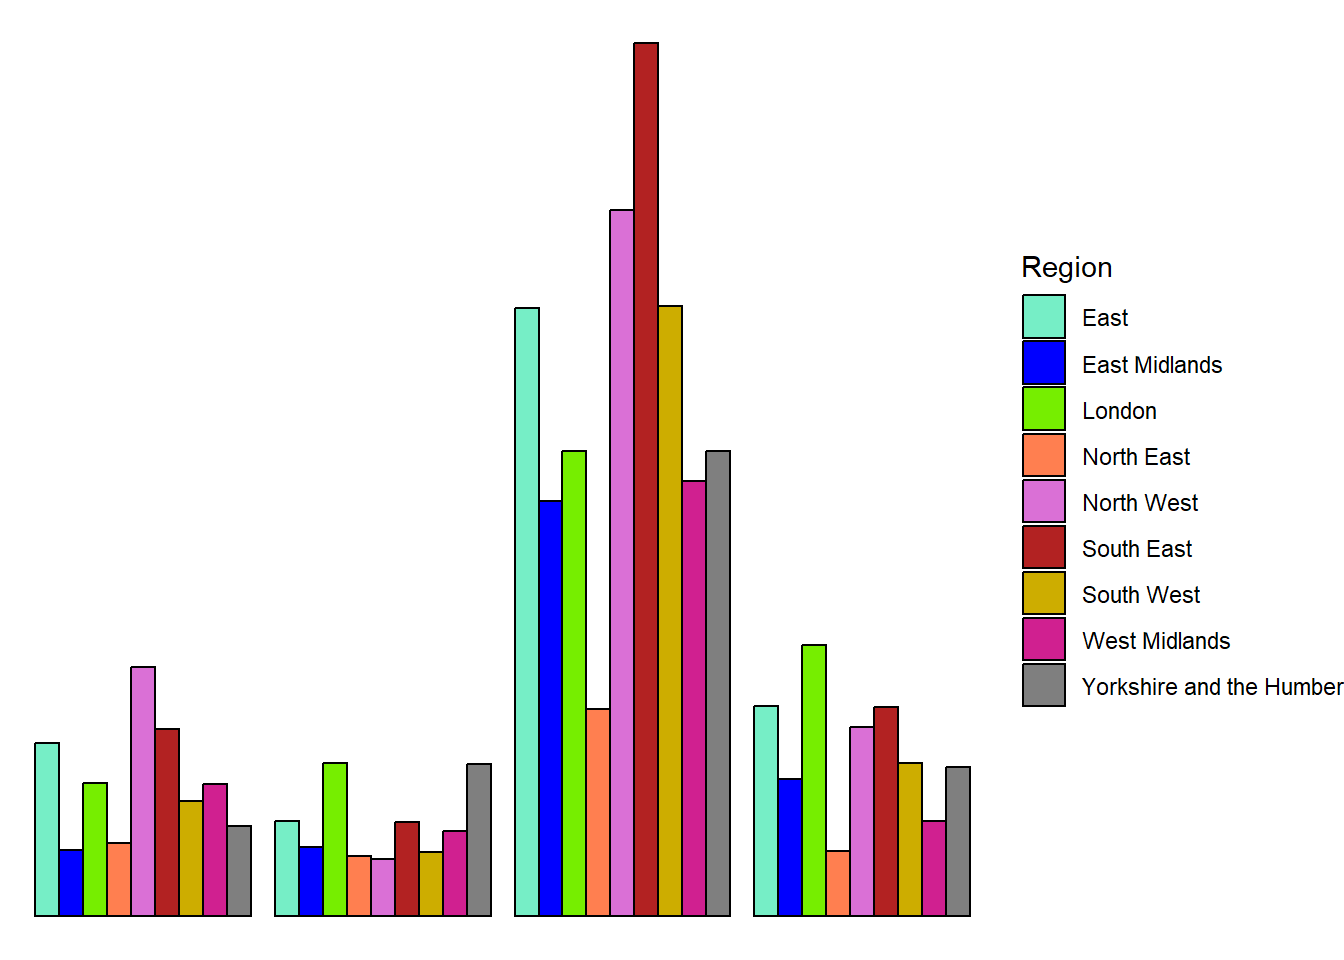 Region
East
East Midlands
London
North East
North West
South East
South West
West Midlands
Yorkshire and the Humber